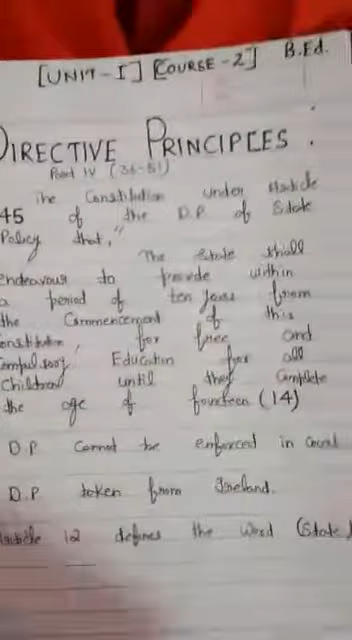 [UNIT-I] [COURSE-2] B.Ed.
DIRECTIVE PRINCIPLES.
Part IV (36-51)
The Constitution under Article
45 of the D.P. of State
Policy that,"
The state shall
endeavour to provide within
a period of ten years from
the Commencement of this
Constitution, for free and
Compulsory Education for all
Children until they Complete
the age of fourteen (14)
D.P cannot be enforced in Court
D.P. taken from Ireland.
Article 12 defines the word (State)